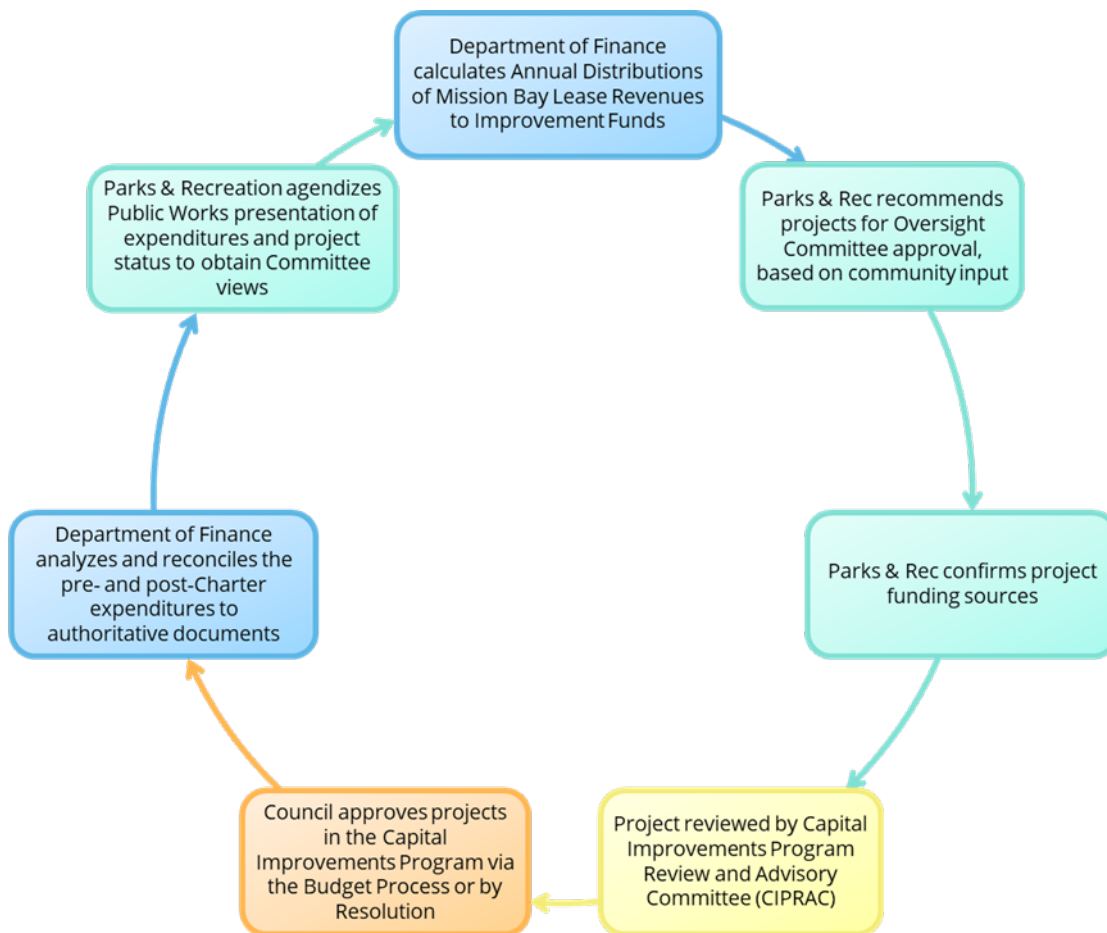 Department of Finance
calculates Annual Distributions
of Mission Bay Lease Revenues
to Improvement Funds
Parks & Rec recommends
projects for Oversight
Committee approval,
based on community input
Parks & Rec confirms project
funding sources
Project reviewed by Capital
Improvements Program
Review and Advisory
Committee (CIPRAC)
Council approves projects
in the Capital
Improvements Program via
the Budget Process or by
Resolution
Department of Finance
analyzes and reconciles the
pre- and post-Charter
expenditures to
authoritative documents
Parks & Recreation agendizes
Public Works presentation of
expenditures and project
status to obtain Committee
views